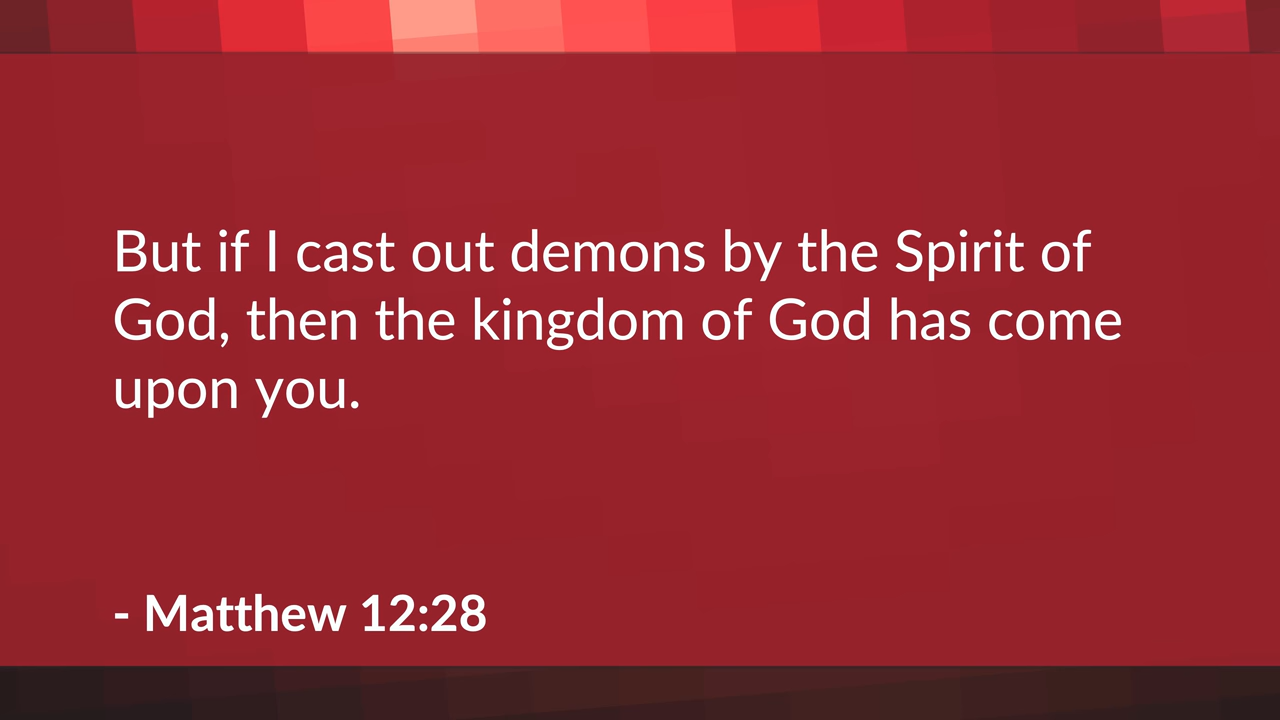 But if I cast out demons by the Spirit of
God, then the kingdom of God has come
upon you.
- Matthew 12:28